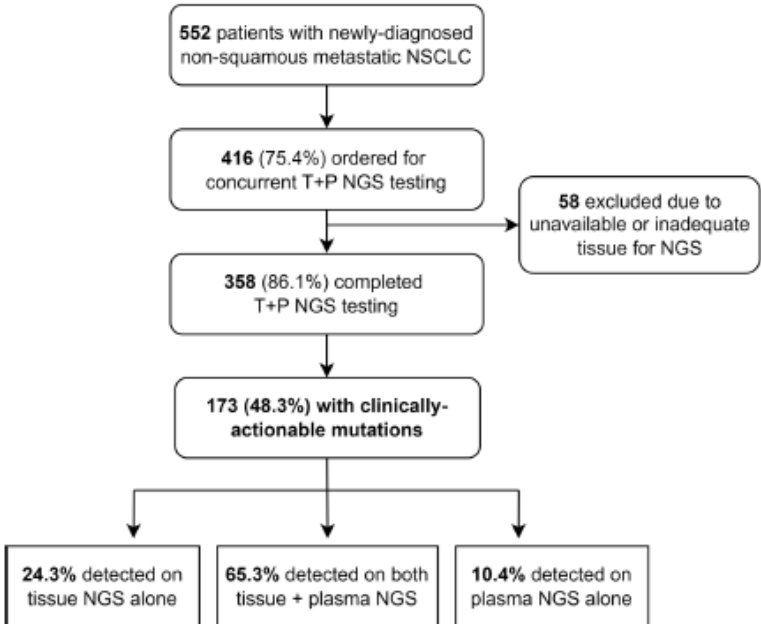 552 patients with newly-diagnosed
non-squamous metastatic NSCLC
416 (75.4%) ordered for
concurrent T+P NGS testing
58 excluded due to
unavailable or inadequate
tissue for NGS
358 (86.1%) completed
T+P NGS testing
173 (48.3%) with clinically-
actionable mutations
24.3% detected on
tissue NGS alone
65.3% detected on both
tissue + plasma NGS
10.4% detected on
plasma NGS alone